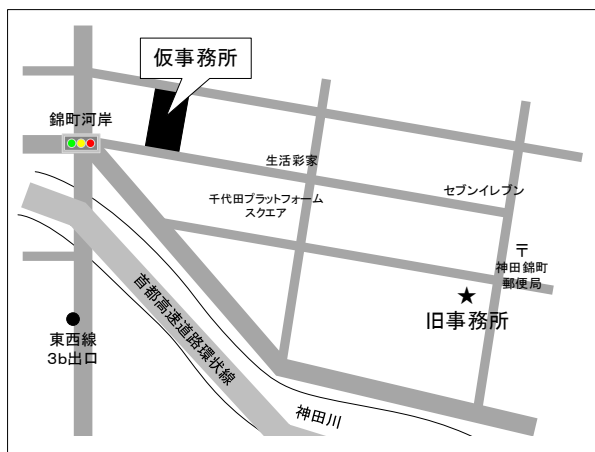 仮事務所
錦町河岸
生活彩家
セブンイレブン
千代田プラットフォーム
スクエア
〒
神田錦町
郵便局
★
旧事務所
首都高速道路環状線
東西線
3b出口
神田川